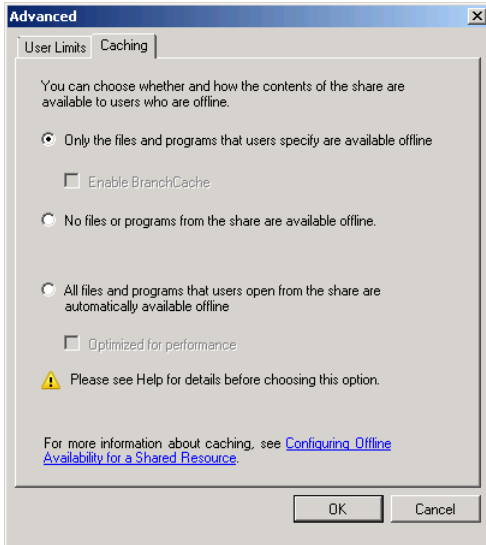 Advanced
User Limits Caching
You can choose whether and how the contents of the share are
available to users who are offline.
Only the files and programs that users specify are available offline
Enable BranchCache
No files or programs from the share are available offline.
All files and programs that users open from the share are
automatically available offline
Optimized for performance
Please see Help for details before choosing this option.
For more information about caching, see Configuring Offline
Availability for a Shared Resource.
OK Cancel